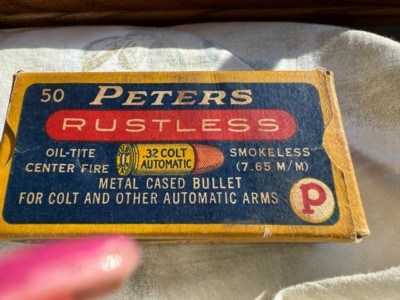 50 PETERS
RUSTLESS
OIL-TITE .32 COLT SMOKELESS
CENTER FIRE AUTOMATIC (7.65 M/M)
METAL CASED BULLET
FOR COLT AND OTHER AUTOMATIC ARMS P